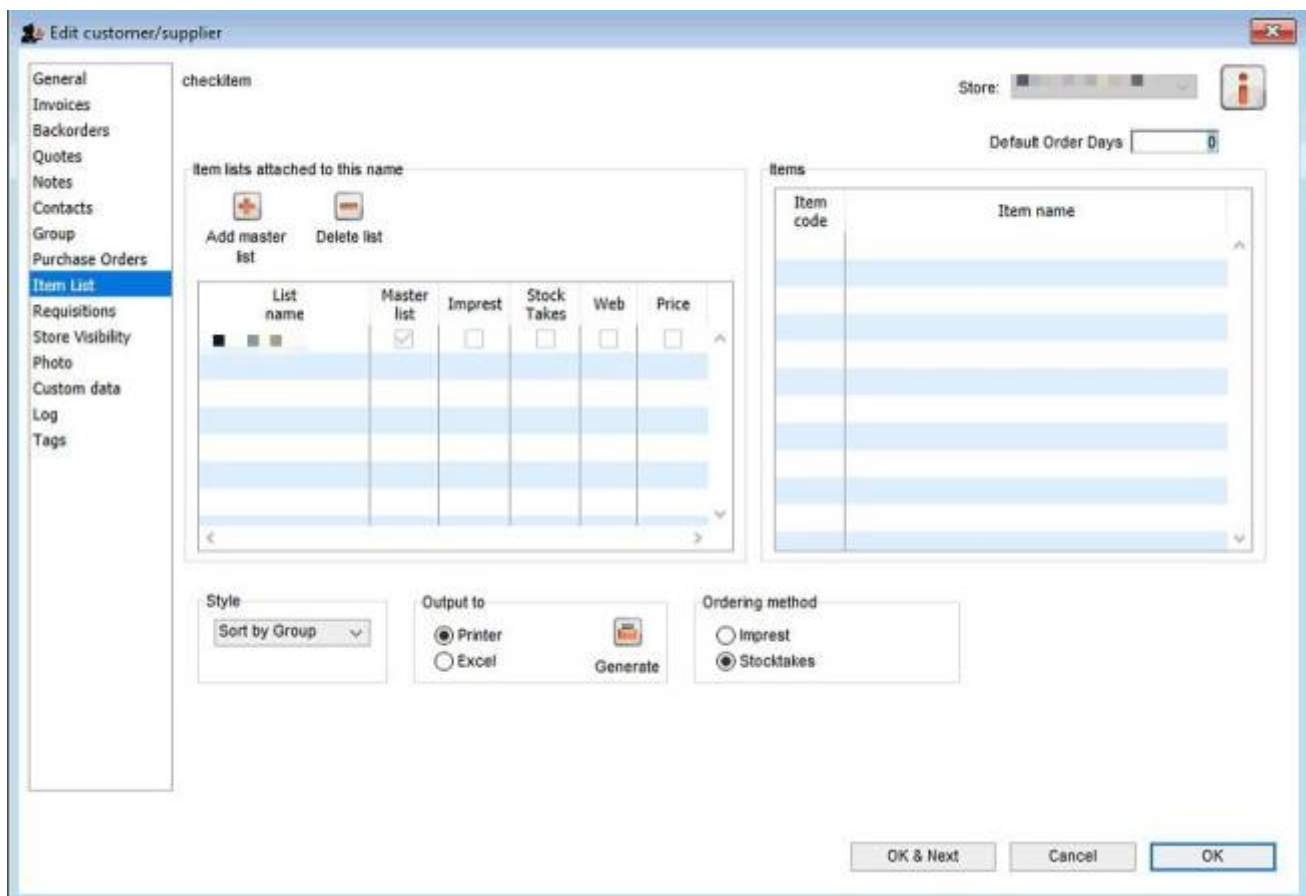 Edit customer/supplier
General
Invoices
Backorders
Quotes
Notes
Contacts
Group
Purchase Orders
Item List
Requisitions
Store Visibility
Photo
Custom data
Log
Tags
checkitem
Store:
Default Order Days 0
Item lists attached to this name
Add master
list
Delete list
List
name
Master
list
Imprest
Stock
Takes
Web
Price
Items
Item
code
Item name
Style
Sort by Group
Output to
Printer
Excel
Generate
Ordering method
Imprest
Stocktakes
OK & Next
Cancel
OK